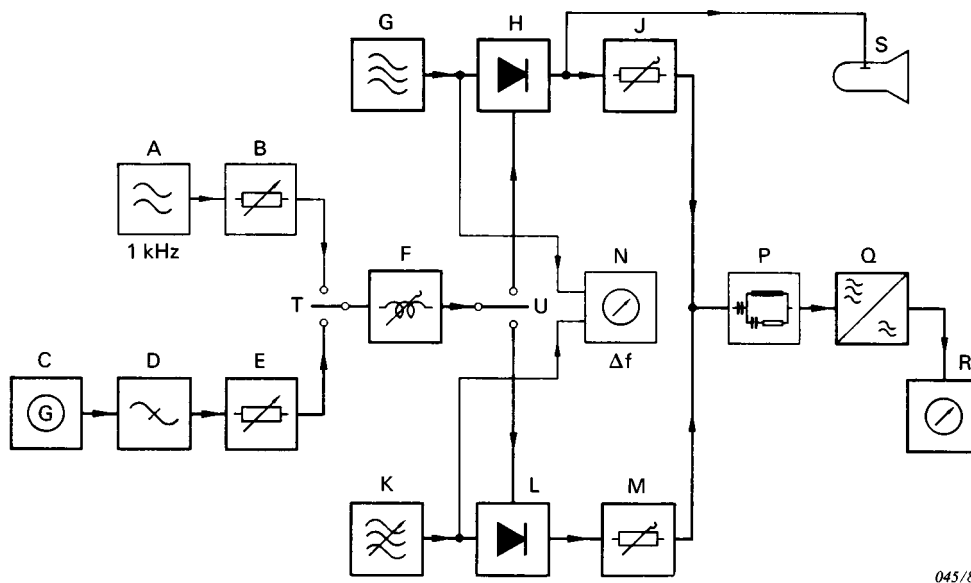 G H J S
A B
1 kHz
T F U N P Q
Δf
C D E R
G
K L M
045/8